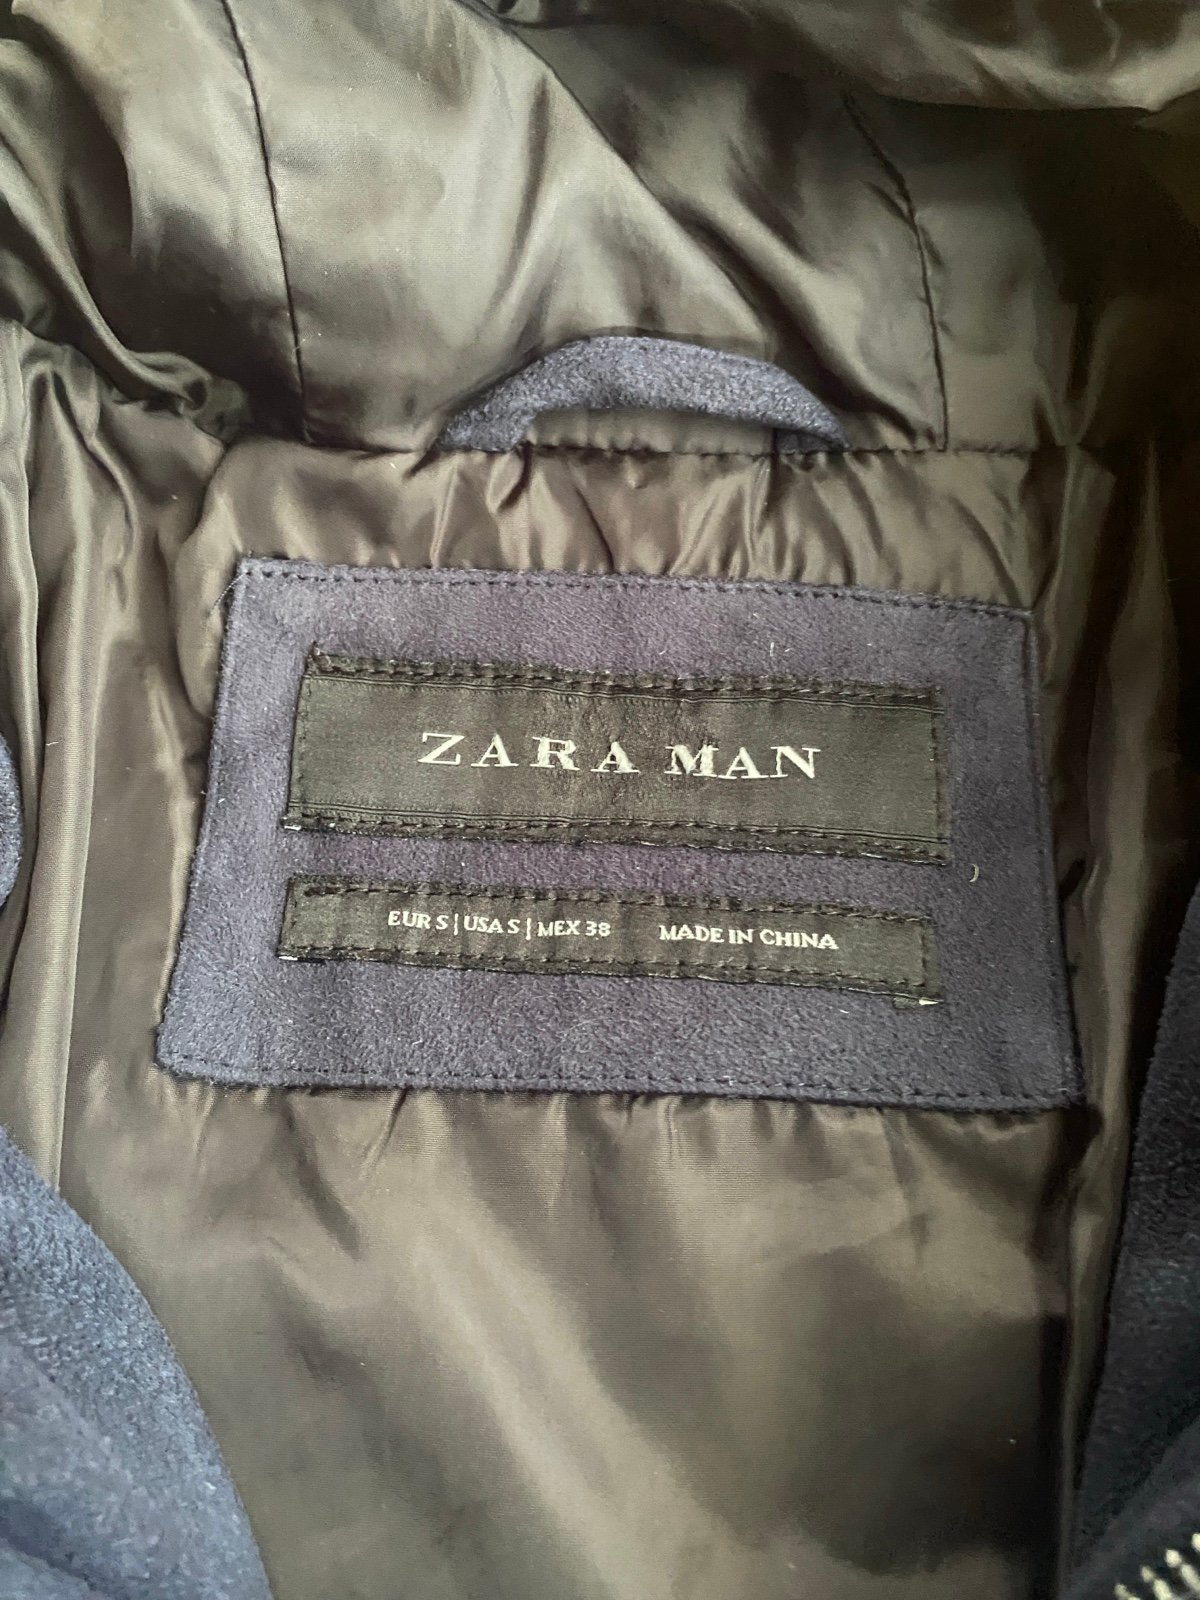 ZARA MAN
EUR S | USA S | MEX 38 MADE IN CHINA